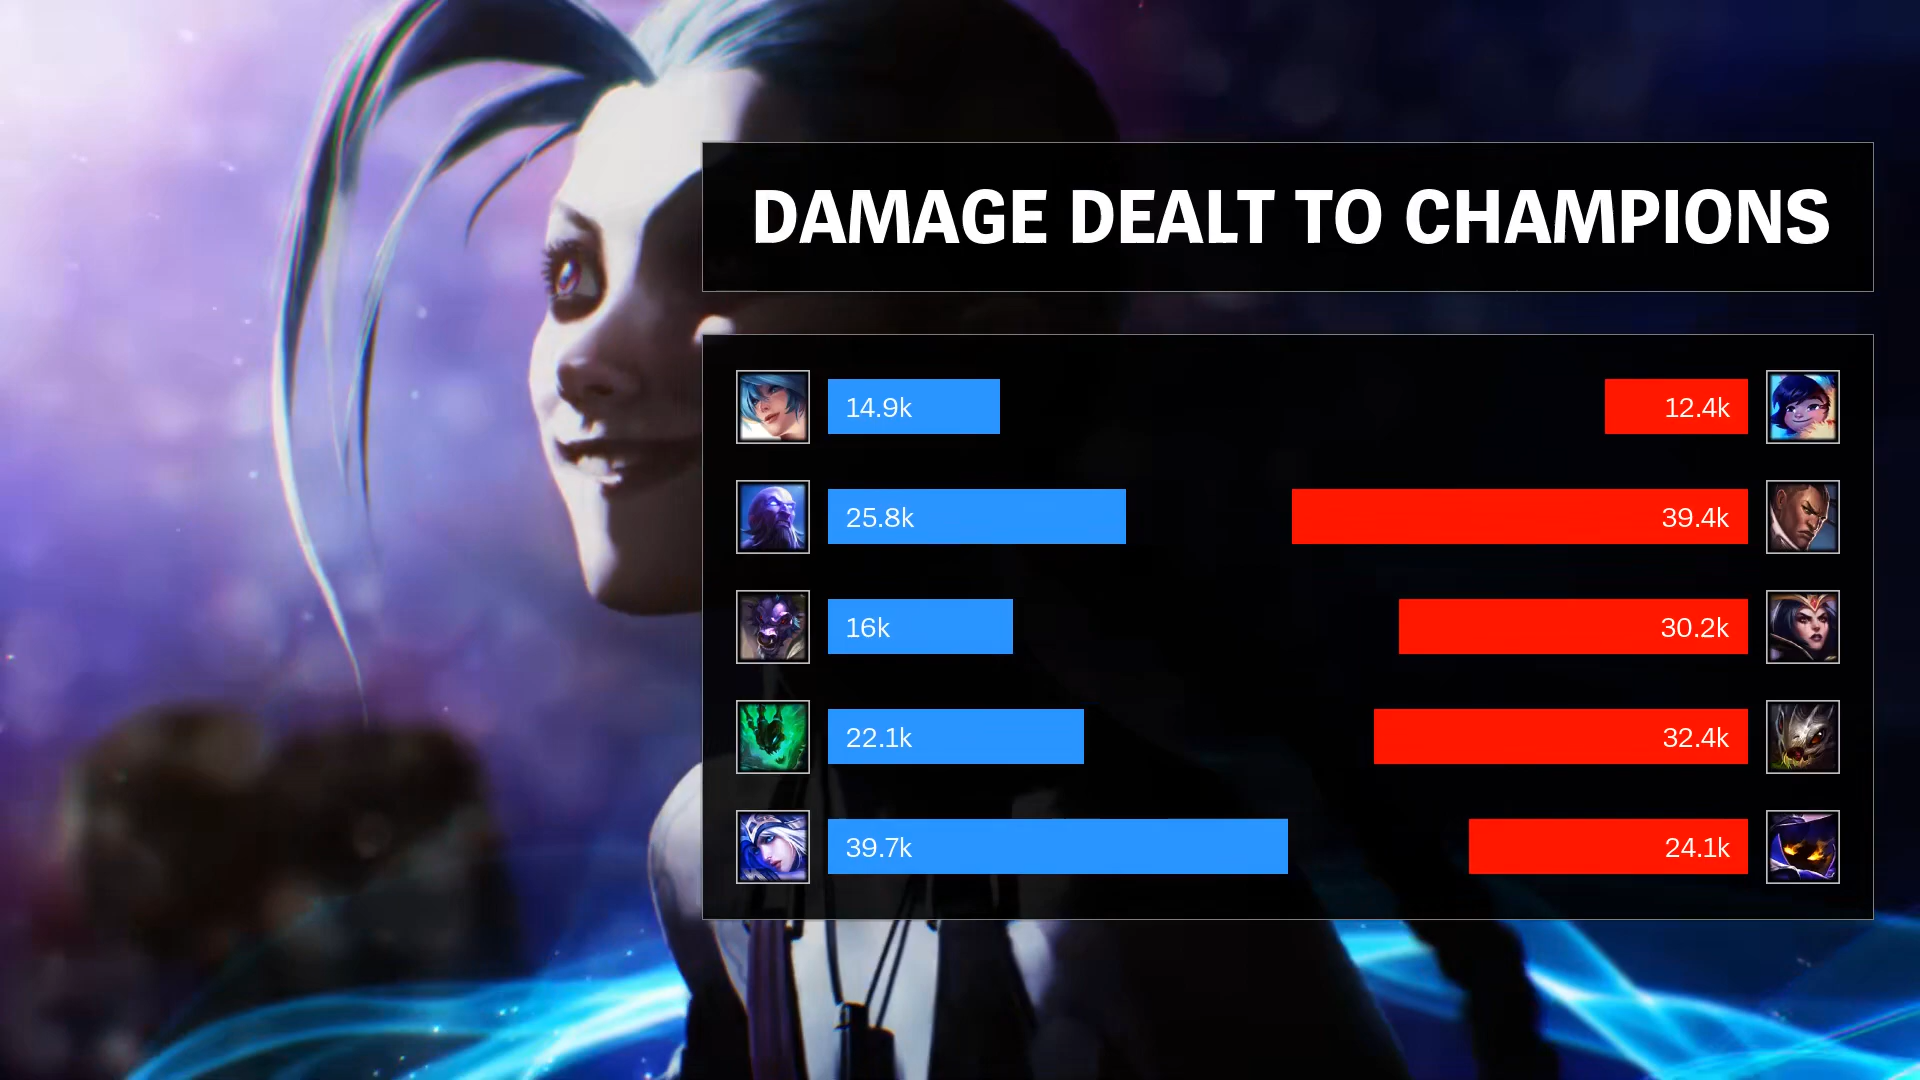 DAMAGE DEALT TO CHAMPIONS
14.9k 12.4k
25.8k 39.4k
16k 30.2k
22.1k 32.4k
39.7k 24.1k